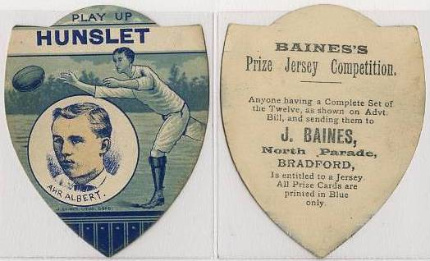 PLAY UP
HUNSLET
AHR. ALBERT.
BAINES'S
Prize Jersey Competition.
Anyone having a Complete Set of
the Twelve, as shown on Advt.
Bill, and sending them to
J. BAINES,
North Parade,
BRADFORD,
Is entitled to a Jersey
All Prize Cards are
printed in Blue
only.